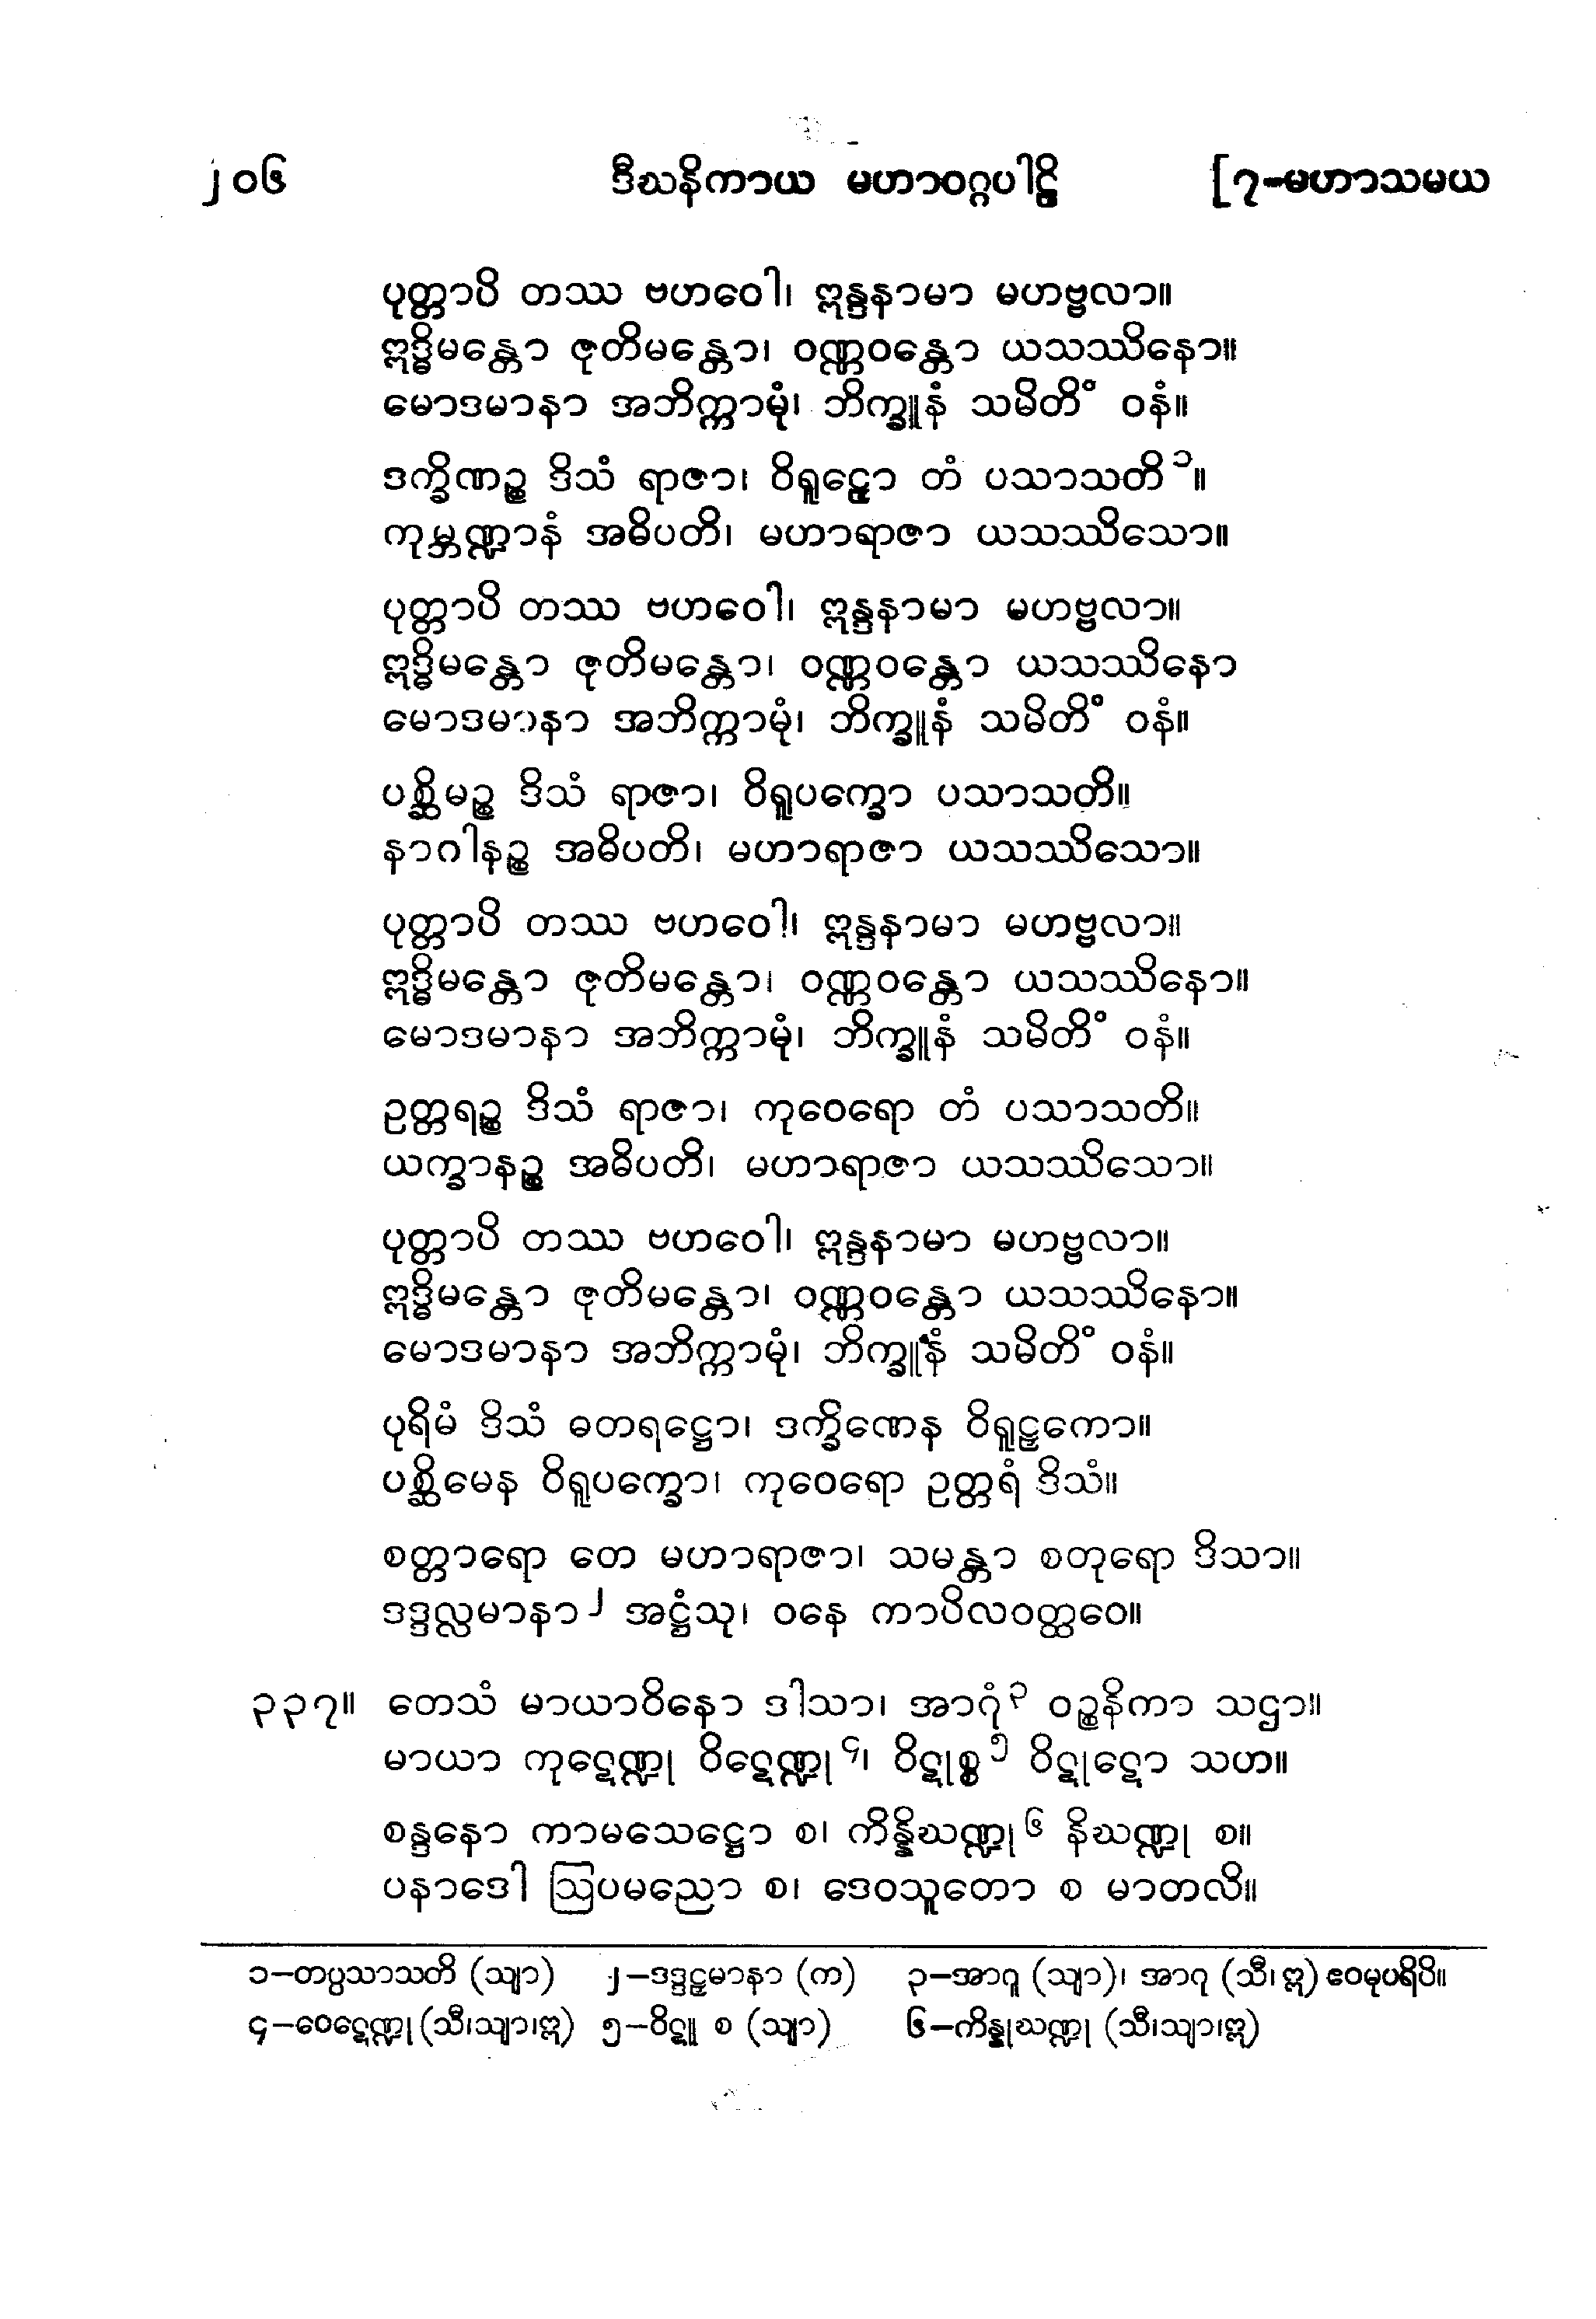 ၂၀၆ ဒီဃနိကာယ မဟာဝဂ္ဂပါဠိ [၇-မဟာသမယ
ပုတ္တာပိ တဿ ဗဟဝေါ၊ ဣန္ဒနာမာ မဟဗ္ဗလာ။
ဣဒ္ဓိမန္တော ဇုတိမန္တော၊ ဝဏ္ဏဝန္တော ယသဿိနော။
မောဒမာနာ အဘိက္ကာမုံ၊ ဘိက္ခူနံ သမိတိံ ဝနံ။
ဒက္ခိဏဉ္စ ဒိသံ ရာဇာ၊ ဝိရူဠှော တံ ပသာသတိ ၁။
ကုမ္ဘဏ္ဍာနံ အဓိပတိ၊ မဟာရာဇာ ယသဿိသော။
ပုတ္တာပိ တဿ ဗဟဝေါ၊ ဣန္ဒနာမာ မဟဗ္ဗလာ။
ဣဒ္ဓိမန္တော ဇုတိမန္တော၊ ဝဏ္ဏဝန္တော ယသဿိနော
မောဒမာနာ အဘိက္ကာမုံ၊ ဘိက္ခူနံ သမိတိံ ဝနံ။
ပစ္ဆိမဉ္စ ဒိသံ ရာဇာ၊ ဝိရူပက္ခော ပသာသတိ။
နာဂါနဉ္စ အဓိပတိ၊ မဟာရာဇာ ယသဿိသော။
ပုတ္တာပိ တဿ ဗဟဝေါ၊ ဣန္ဒနာမာ မဟဗ္ဗလာ။
ဣဒ္ဓိမန္တော ဇုတိမန္တော၊ ဝဏ္ဏဝန္တော ယသဿိနော။
မောဒမာနာ အဘိက္ကာမုံ၊ ဘိက္ခူနံ သမိတိံ ဝနံ။
ဥတ္တရဉ္စ ဒိသံ ရာဇာ၊ ကုဝေရော တံ ပသာသတိ။
ယက္ခာနဉ္စ အဓိပတိ၊ မဟာရာဇာ ယသဿိသော။
ပုတ္တာပိ တဿ ဗဟဝေါ၊ ဣန္ဒနာမာ မဟဗ္ဗလာ။
ဣဒ္ဓိမန္တော ဇုတိမန္တော၊ ဝဏ္ဏဝန္တော ယသဿိနော။
မောဒမာနာ အဘိက္ကာမုံ၊ ဘိက္ခူနံ သမိတိံ ဝနံ။
ပုရိမံ ဒိသံ ဓတရဋ္ဌော၊ ဒက္ခိဏေန ဝိရူဠှကော။
ပစ္ဆိမေန ဝိရူပက္ခော၊ ကုဝေရော ဥတ္တရံ ဒိသံ။
စတ္တာရော တေ မဟာရာဇာ၊ သမန္တာ စတုရော ဒိသာ။
ဒဒ္ဒလ္လမာနာ ၂ အဋ္ဌံသု၊ ဝနေ ကာပိလဝတ္ထဝေ။
၃၃၇။ တေသံ မာယာဝိနော ဒါသာ၊ အာဂုံ ၃ ဝဉ္စနိကာ သဌာ။
မာယာ ကုဋေဏ္ဍု ဝိဋေဏ္ဍု ၄၊ ဝိဋုစ္စ ၅ ဝိဋုဋော သဟ။
စန္ဒနော ကာမသေဋ္ဌော စ၊ ကိန္နိဃဏ္ဍု ၆ နိဃဏ္ဍု စ။
ပနာဒေါ ဩပမညော စ၊ ဒေဝသူတော စ မာတလိ။
၁-တပ္ပသာသတိ (သျာ) ၂-ဒဒ္ဒဠှမာနာ (က) ၃-အာဂူ (သျာ)၊ အာဂု (သီ၊ ဣ) ဧဝမုပရိပိ။
၄-ဝေဋေဏ္ဍု (သီ၊သျာ၊ဣ) ၅-ဝိဋူ စ (သျာ) ၆-ကိန္နုဃဏ္ဍု (သီ၊သျာ၊ဣ)